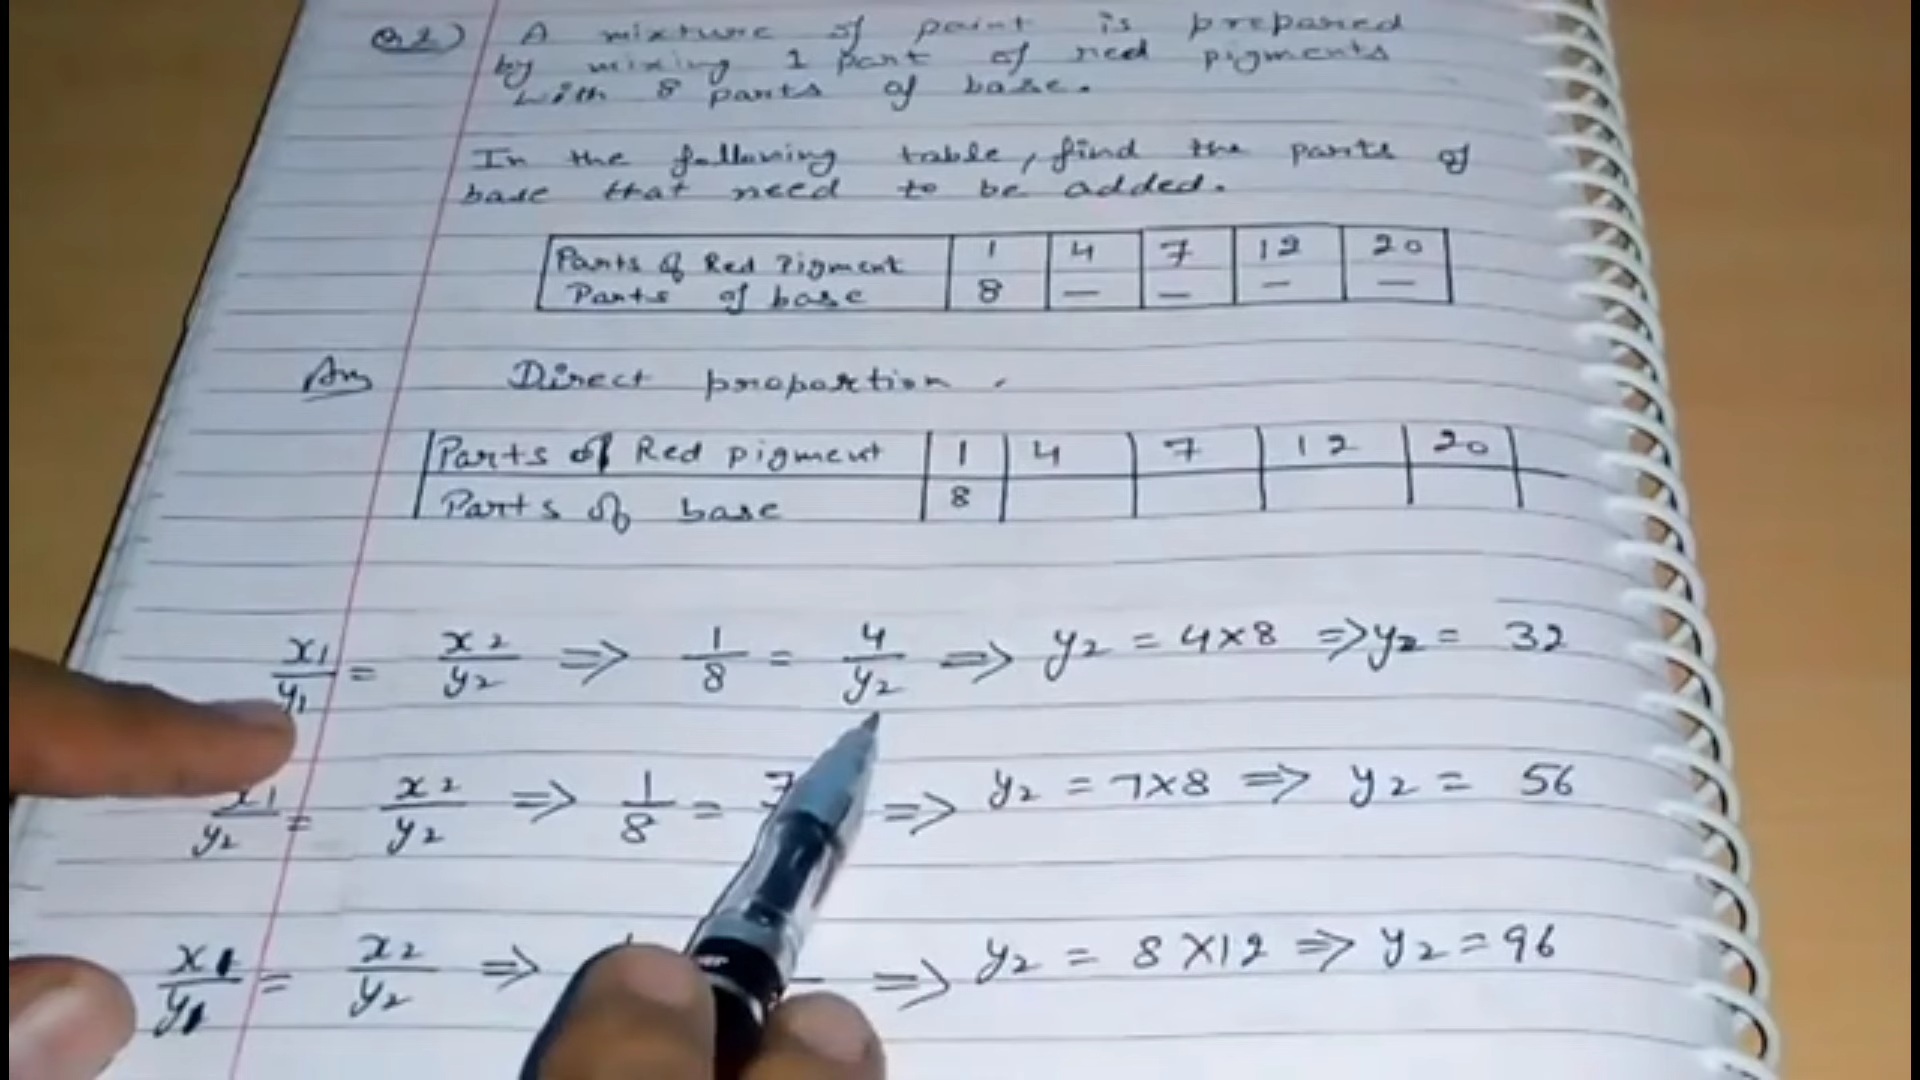 Q2) A mixture of paint is prepared
by mixing 1 part of red pigments
with 8 parts of base.
In the following table, find the parts of
base that need to be added.
Parts of Red Pigment 1 4 7 12 20
Parts of base 8 — — — —
Ans Direct proportion.
Parts of Red pigment 1 4 7 12 20
Parts of base 8
x1/y1 = x2/y2 => 1/8 = 4/y2 => y2 = 4×8 => y2 = 32
x1/y2 = x2/y2 => 1/8 = 7 => y2 = 7×8 => y2 = 56
x1/y1 = x2/y2 => => y2 = 8×12 => y2 = 96